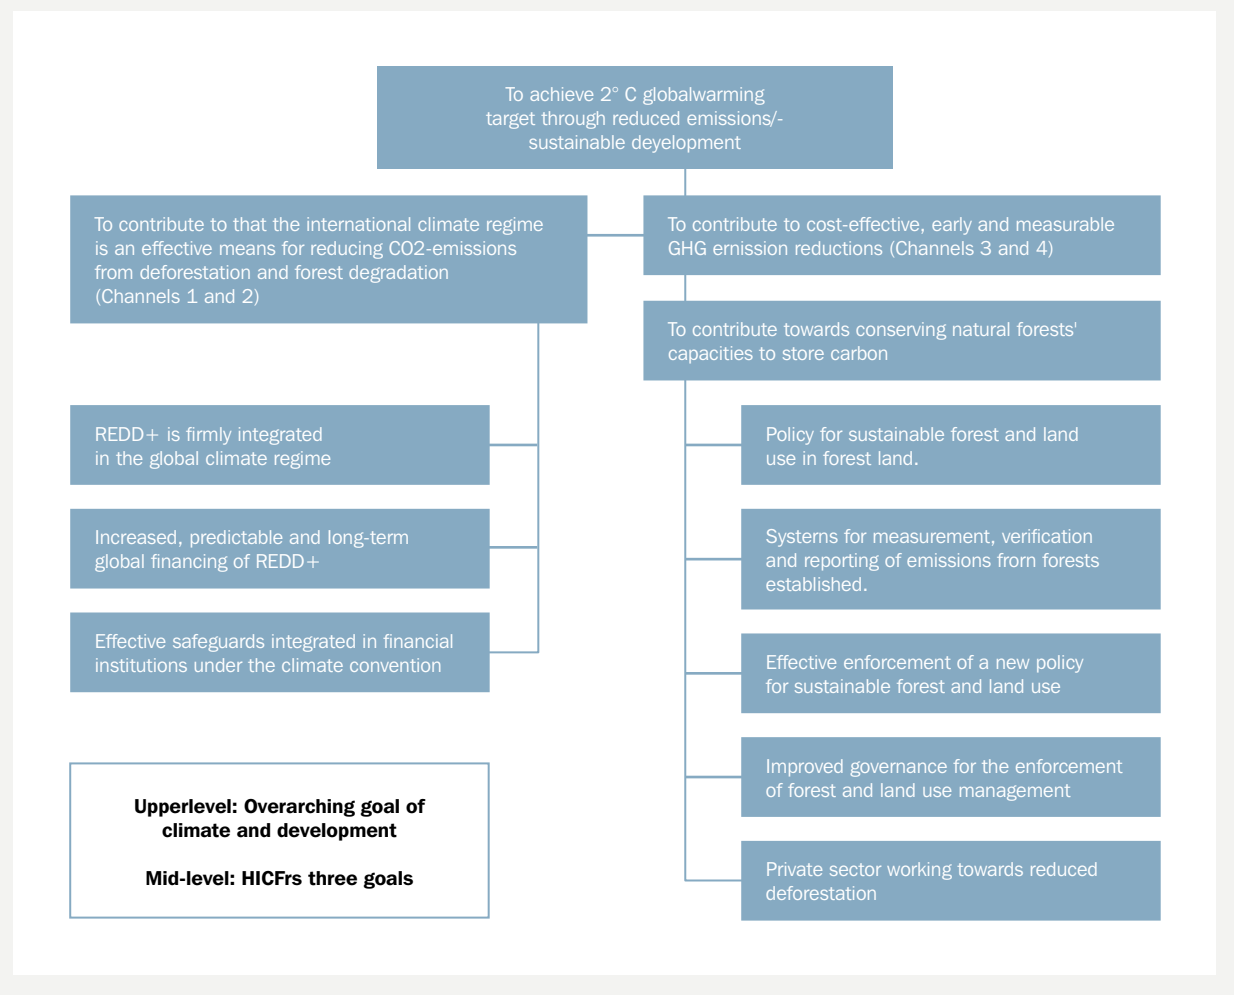 To achieve 2° C globalwarming
target through reduced emissions/-
sustainable deyelopment
To contribute to that the international climate regime
is an effective means for reducing CO2-emissions
from deforestation and forest degradation
(Channels 1 and 2)
To contribute to cost-effective, early and measurable
GHG ernission reductions (Channels 3 and 4)
To contribute towards conserving natural forests'
capacities to store carbon
REDD+ is firmly integrated
in the global climate regime
Increased, predictable and long-term
global financing of REDD+
Effective safeguards integrated in financial
institutions under the climate convention
Policy for sustainable forest and land
use in forest land.
Systerns for measurement, verification
and reporting of emissions frorn forests
established.
Effective enforcement of a new policy
for sustainable forest and land use
Improved governance for the enforcement
of forest and land use management
Private sector working towards reduced
deforestation
Upperlevel: Overarching goal of
climate and development
Mid-level: HICFrs three goals